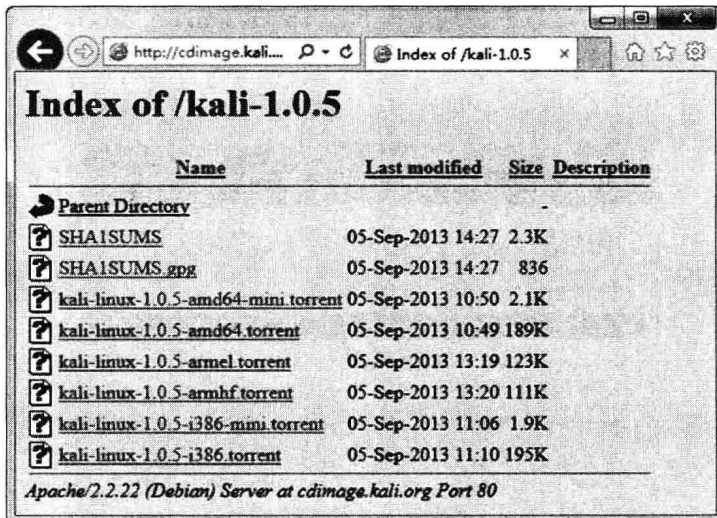 http://cdimage.kali....
Index of /kali-1.0.5
Index of /kali-1.0.5
Name Last modified Size Description
Parent Directory -
SHA1SUMS 05-Sep-2013 14:27 2.3K
SHA1SUMS.gpg 05-Sep-2013 14:27 836
kali-linux-1.0.5-amd64-mini.torrent 05-Sep-2013 10:50 2.1K
kali-linux-1.0.5-amd64.torrent 05-Sep-2013 10:49 189K
kali-linux-1.0.5-armel.torrent 05-Sep-2013 13:19 123K
kali-linux-1.0.5-armhf.torrent 05-Sep-2013 13:20 111K
kali-linux-1.0.5-i386-mini.torrent 05-Sep-2013 11:06 1.9K
kali-linux-1.0.5-i386.torrent 05-Sep-2013 11:10 195K
Apache/2.2.22 (Debian) Server at cdimage.kali.org Port 80